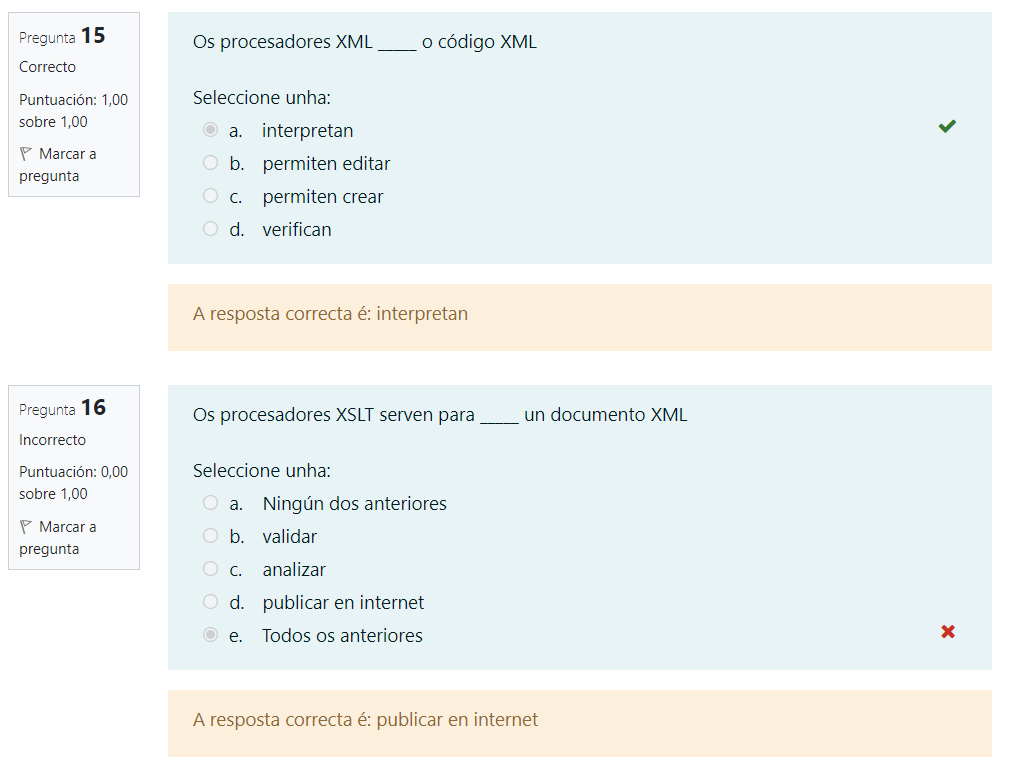 Pregunta 15
Correcto
Puntuación: 1,00
sobre 1,00
Marcar a
pregunta
Os procesadores XML _____ o código XML
Seleccione unha:
a. interpretan
b. permiten editar
c. permiten crear
d. verifican
A resposta correcta é: interpretan
Pregunta 16
Incorrecto
Puntuación: 0,00
sobre 1,00
Marcar a
pregunta
Os procesadores XSLT serven para _____ un documento XML
Seleccione unha:
a. Ningún dos anteriores
b. validar
c. analizar
d. publicar en internet
e. Todos os anteriores
A resposta correcta é: publicar en internet